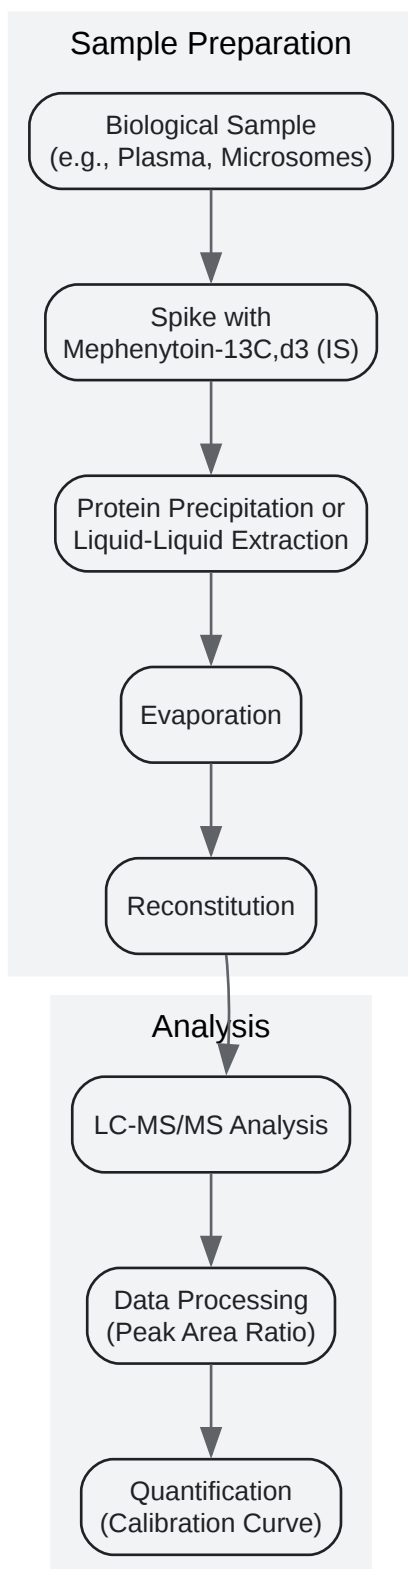 Sample Preparation
Biological Sample
(e.g., Plasma, Microsomes)
Spike with
Mephenytoin-13C,d3 (IS)
Protein Precipitation or
Liquid-Liquid Extraction
Evaporation
Reconstitution
Analysis
LC-MS/MS Analysis
Data Processing
(Peak Area Ratio)
Quantification
(Calibration Curve)